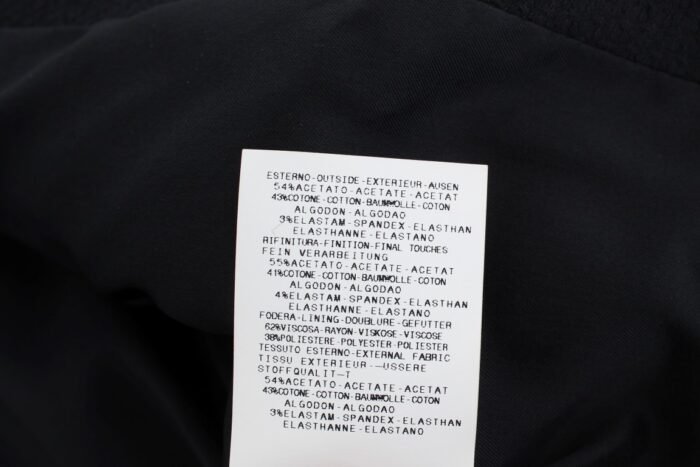 ESTERNO-OUTSIDE-EXTERIEUR-AUSEN
54%ACETATO-ACETATE-ACETAT
43%COTONE-COTTON-BAUMWOLLE-COTON
ALGODON-ALGODAO
3%ELASTAM-SPANDEX-ELASTHAN
ELASTHANNE-ELASTANO
RIFINITURA-FINITION-FINAL TOUCHES
FEIN VERARBEITUNG
55%ACETATO-ACETATE-ACETAT
41%COTONE-COTTON-BAUMWOLLE-COTON
ALGODON-ALGODAO
4%ELASTAM-SPANDEX-ELASTHAN
ELASTHANNE-ELASTANO
FODERA-LINING-DOUBLURE-GEFUTTER
62%VISCOSA-RAYON-VISKOSE-VISCOSE
38%POLIESTERE-POLYESTER-POLIESTER
TESSUTO ESTERNO-EXTERNAL FABRIC
TISSU EXTERIEUR-—USSERE
STOFFQUALIT—T
54%ACETATO-ACETATE-ACETAT
43%COTONE-COTTON-BAUMWOLLE-COTON
ALGODON-ALGODAO
3%ELASTAM-SPANDEX-ELASTHAN
ELASTHANNE-ELASTANO